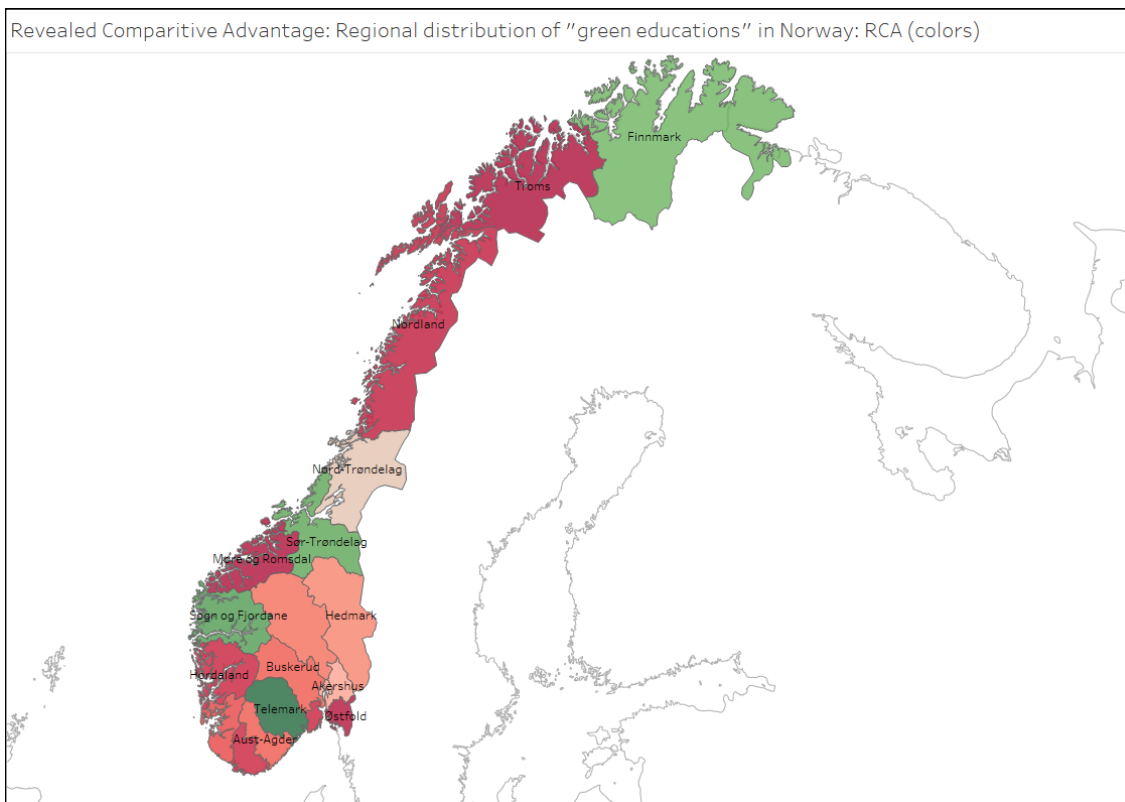 Revealed Comparitive Advantage: Regional distribution of "green educations" in Norway: RCA (colors)
Finnmark
Troms
Nordland
Nord-Trøndelag
Sør-Trøndelag
Møre og Romsdal
Sogn og Fjordane
Hedmark
Buskerud
Hordaland
Akershus
Telemark
Østfold
Aust-Agder